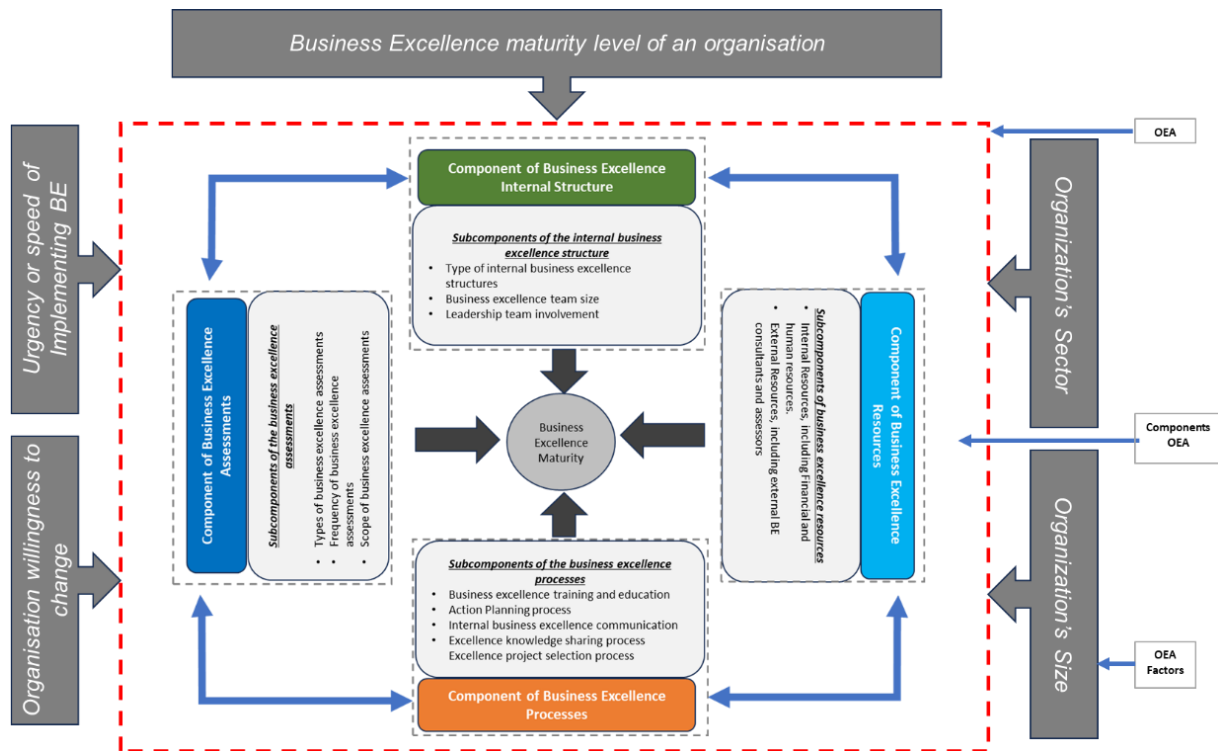 Business Excellence maturity level of an organisation
OEA
Urgency or speed of
Implementing BE
Organisation willingness to
change
Component of Business Excellence
Internal Structure
Subcomponents of the internal business
excellence structure
• Type of internal business excellence
structures
• Business excellence team size
• Leadership team involvement
Component of Business Excellence
Assessments
Subcomponents of the business excellence
assessments
• Types of business excellence assessments
• Frequency of business excellence
assessments
• Scope of business excellence assessments
Business
Excellence
Maturity
Component of Business Excellence
Resources
Subcomponents of business excellence resources
• Internal Resources, including Financial and
human resources.
• External Resources, including external BE
consultants and assessors
Subcomponents of the business excellence
processes
• Business excellence training and education
• Action Planning process
• Internal business excellence communication
• Excellence knowledge sharing process
Excellence project selection process
Component of Business Excellence
Processes
Organization's
Sector
Organization's Size
Components
OEA
OEA
Factors